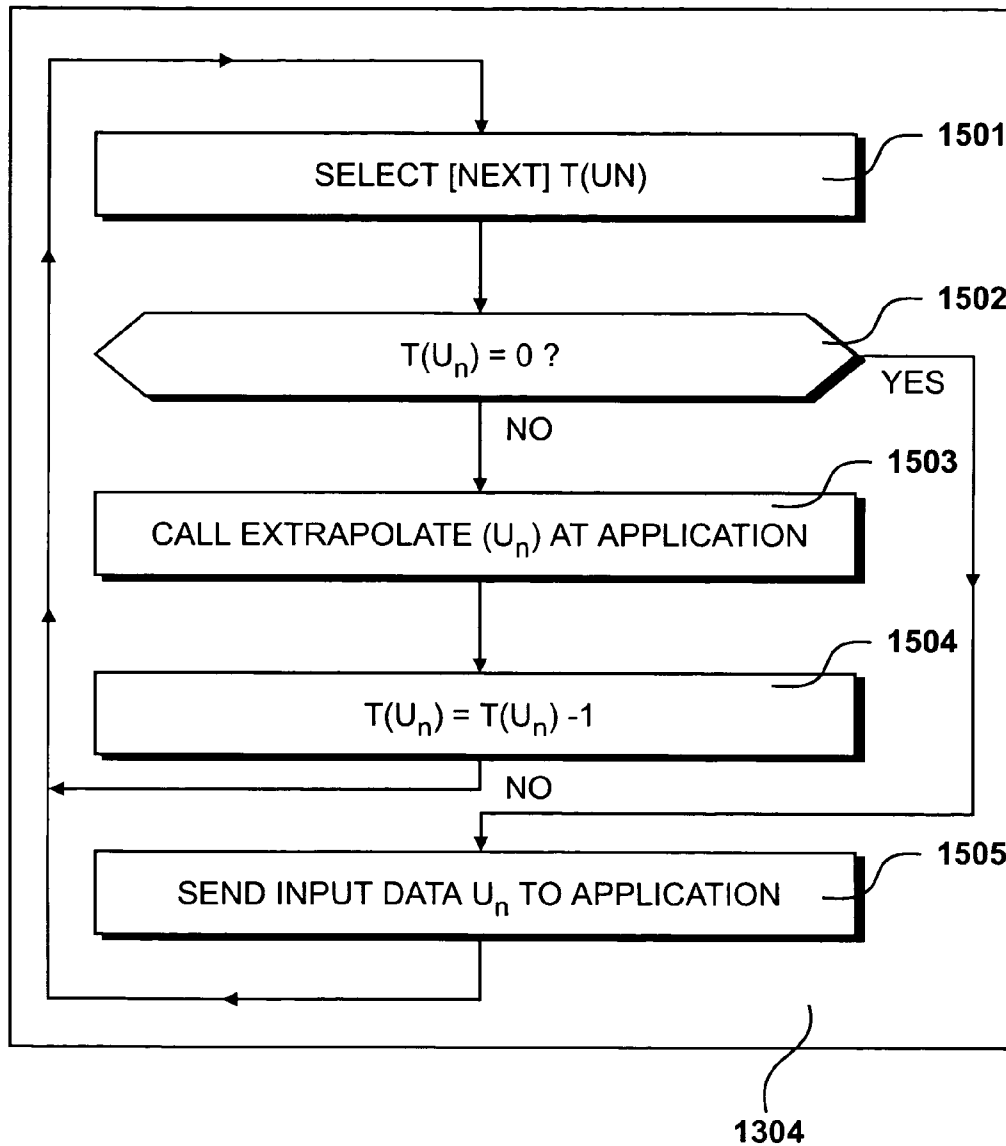 1501
SELECT [NEXT] T(UN)
1502
T(Uₙ) = 0 ?
YES
NO
1503
CALL EXTRAPOLATE (Uₙ) AT APPLICATION
1504
T(Uₙ) = T(Uₙ) -1
NO
1505
SEND INPUT DATA Uₙ TO APPLICATION
1304